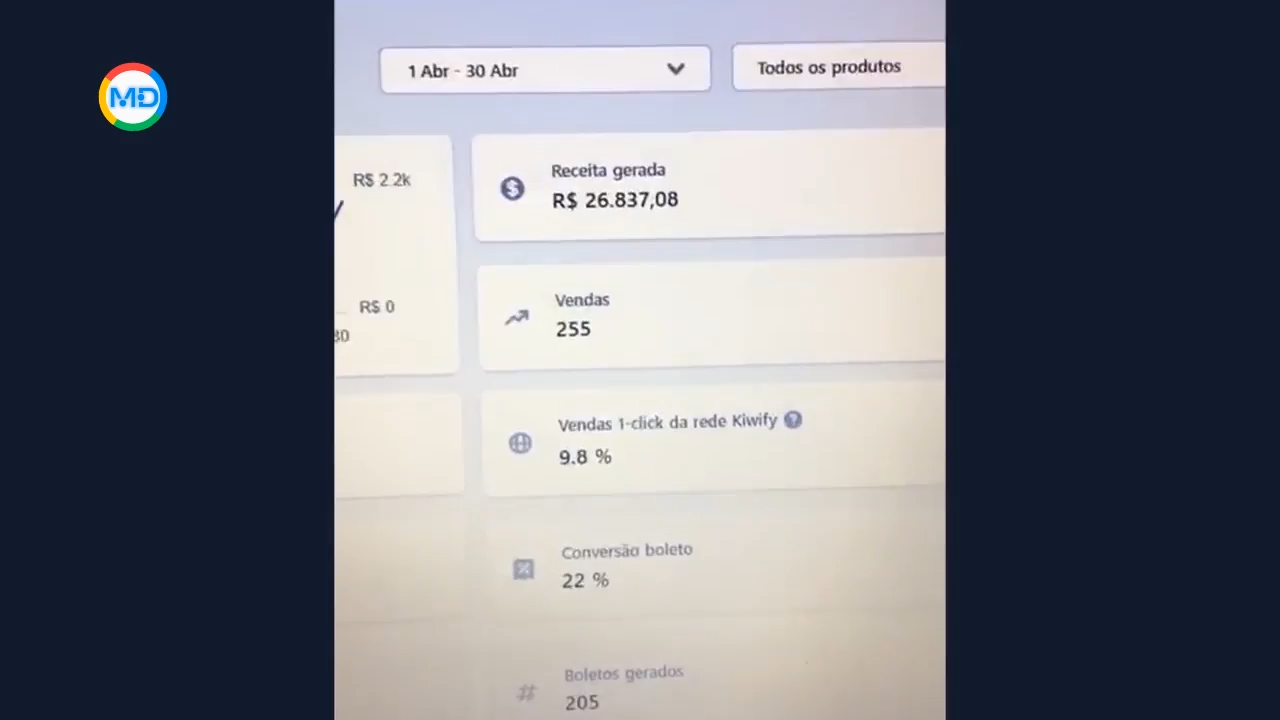 MD
1 Abr - 30 Abr
Todos os produtos
R$ 2.2k
R$ 0
30
Receita gerada
R$ 26.837,08
Vendas
255
Vendas 1-click da rede Kiwify ?
9.8 %
Conversão boleto
22 %
Boletos gerados
205